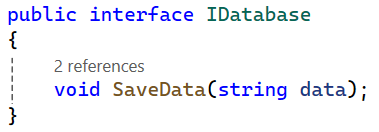 public interface IDatabase
{
2 references
void SaveData(string data);
}